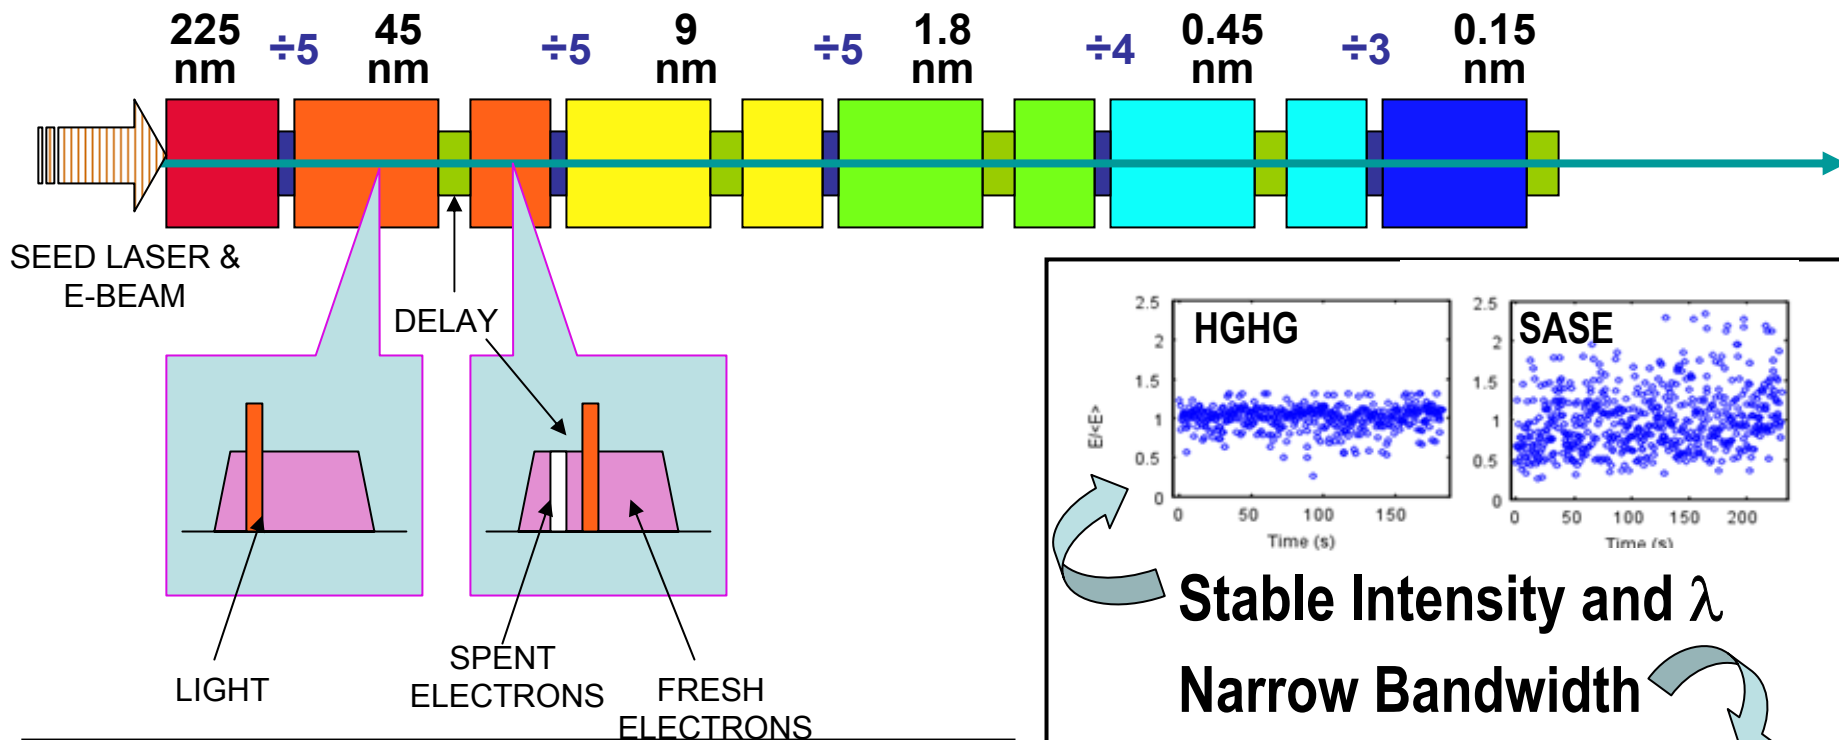 225 nm ÷5 45 nm ÷5 9 nm ÷5 1.8 nm ÷4 0.45 nm ÷3 0.15 nm
SEED LASER &
E-BEAM
DELAY
LIGHT
SPENT
ELECTRONS
FRESH
ELECTRONS
HGHG
2.5
2
1.5
1
0.5
0
E/<E>
0 50 100 150
Time (s)
SASE
2.5
2
1.5
1
0.5
0
0 50 100 150 200
Time (s)
Stable Intensity and λ
Narrow Bandwidth